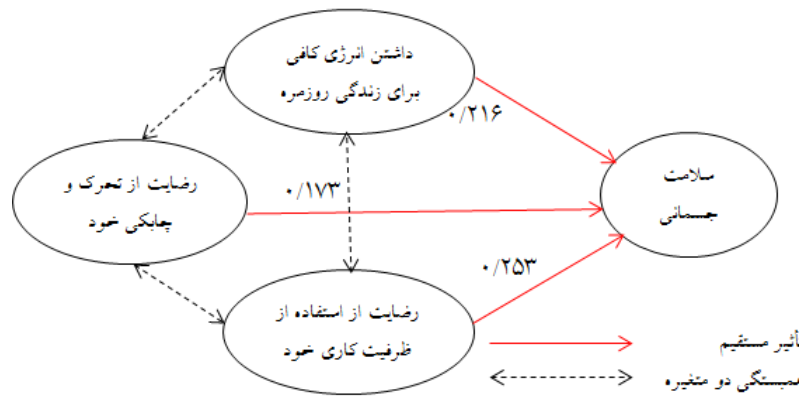 داشتن انرژی کافی
برای زندگی روزمره
۰/۲۱۶
رضایت از تحرک و
چابکی خود
۰/۱۷۳
سلامت
جسمانی
۰/۲۵۳
رضایت از استفاده از
ظرفیت کاری خود
أثیر مستقیم
همبستگی دو متغیره